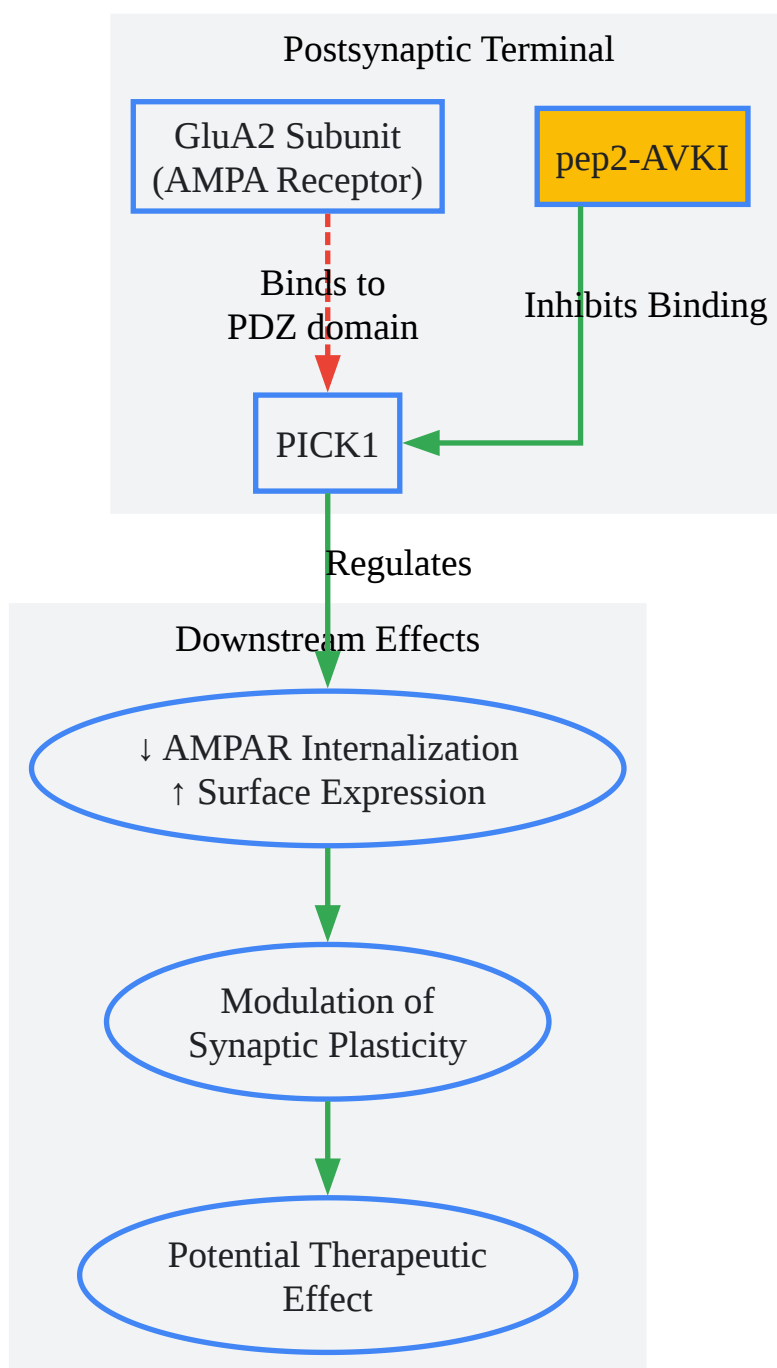 Postsynaptic Terminal
GluA2 Subunit
(AMPA Receptor)
pep2-AVKI
Binds to
PDZ domain
Inhibits Binding
PICK1
Regulates
Downstream Effects
↓ AMPAR Internalization
↑ Surface Expression
Modulation of
Synaptic Plasticity
Potential Therapeutic
Effect